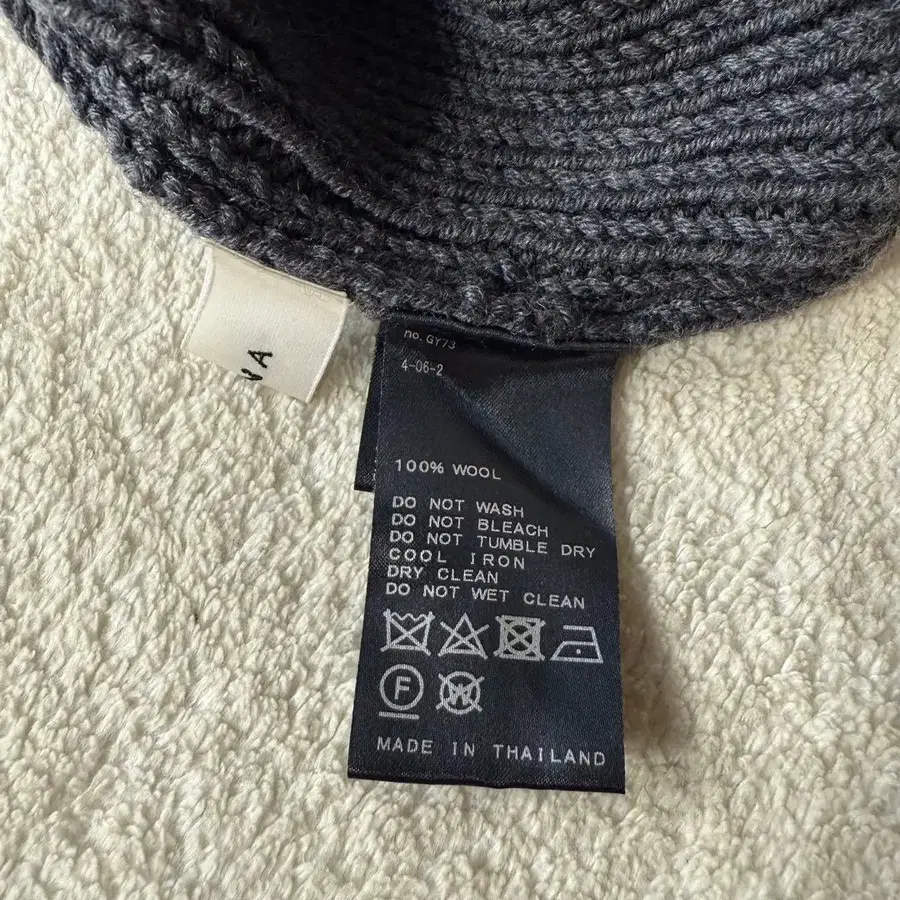 no. GY73
4-06-2
100% WOOL
DO NOT WASH
DO NOT BLEACH
DO NOT TUMBLE DRY
COOL IRON
DRY CLEAN
DO NOT WET CLEAN
F
W
MADE IN THAILAND